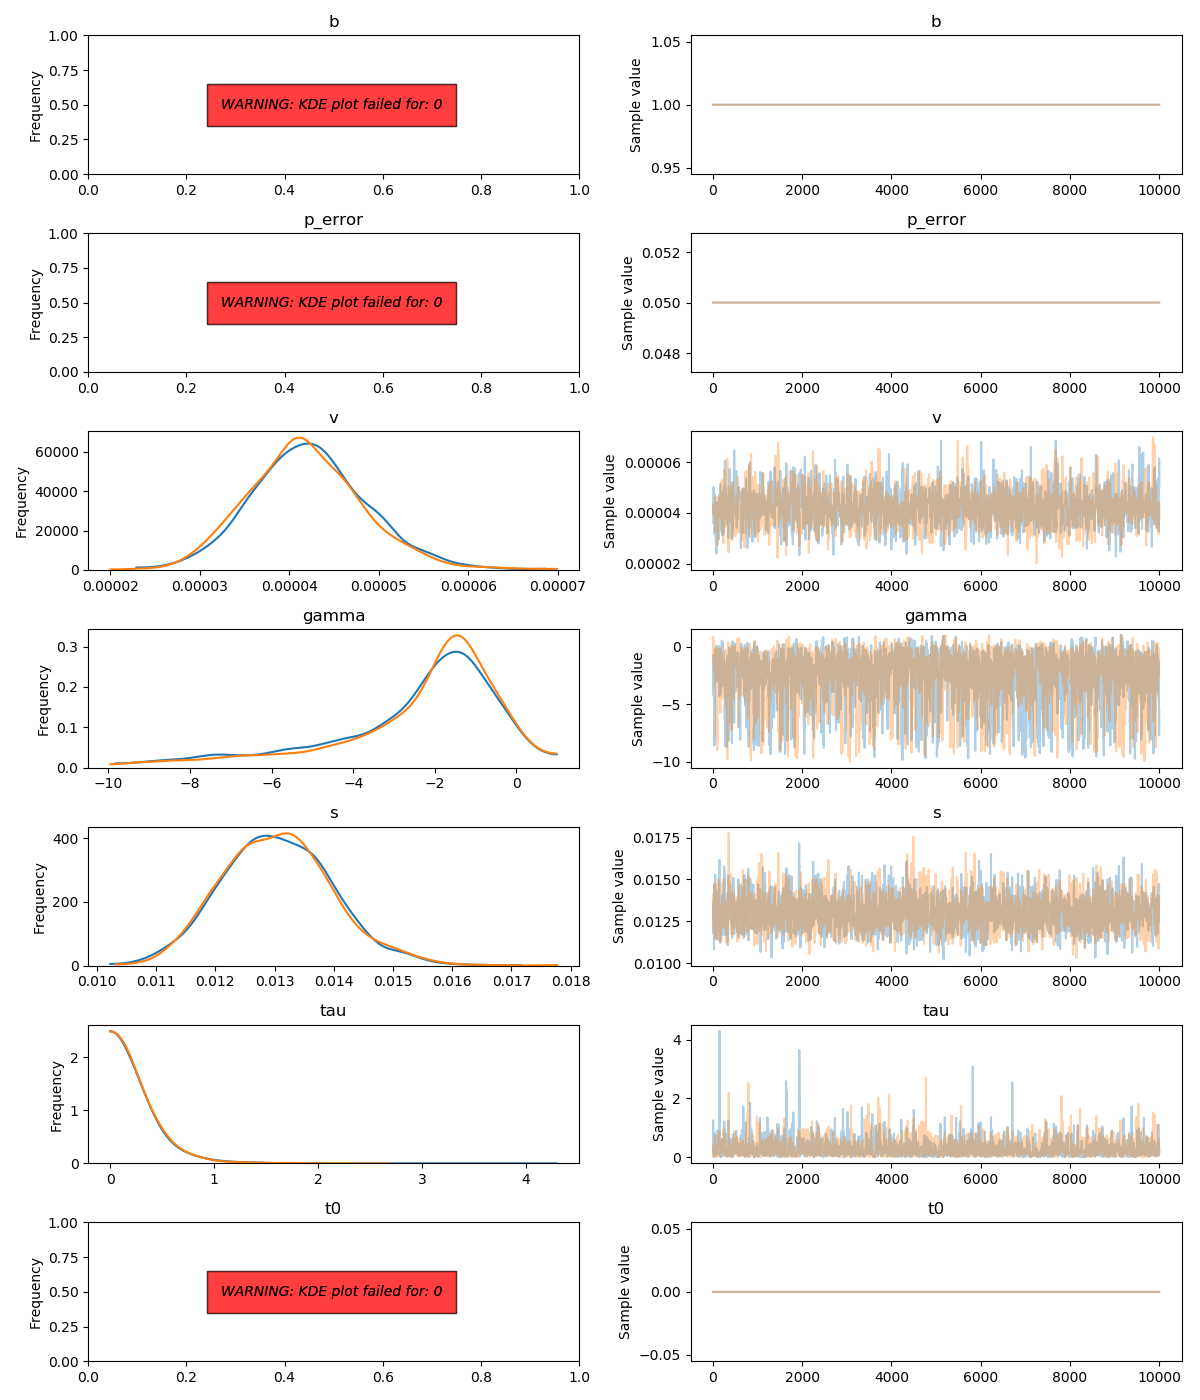 b
b
1.00
0.75
0.50
0.25
0.00
Frequency
WARNING: KDE plot failed for: 0
0.0 0.2 0.4 0.6 0.8 1.0
1.05
1.00
0.95
Sample value
0 2000 4000 6000 8000 10000
p_error
p_error
1.00
0.75
0.50
0.25
0.00
Frequency
WARNING: KDE plot failed for: 0
0.0 0.2 0.4 0.6 0.8 1.0
0.052
0.050
0.048
Sample value
0 2000 4000 6000 8000 10000
v
v
60000
40000
20000
0
Frequency
0.00002 0.00003 0.00004 0.00005 0.00006 0.00007
0.00006
0.00004
0.00002
Sample value
0 2000 4000 6000 8000 10000
gamma
gamma
0.3
0.2
0.1
0.0
Frequency
−10 −8 −6 −4 −2 0
0
−5
−10
Sample value
0 2000 4000 6000 8000 10000
s
s
400
200
0
Frequency
0.010 0.011 0.012 0.013 0.014 0.015 0.016 0.017 0.018
0.0175
0.0150
0.0125
0.0100
Sample value
0 2000 4000 6000 8000 10000
tau
tau
2
1
0
Frequency
0 1 2 3 4
4
2
0
Sample value
0 2000 4000 6000 8000 10000
t0
t0
1.00
0.75
0.50
0.25
0.00
Frequency
WARNING: KDE plot failed for: 0
0.0 0.2 0.4 0.6 0.8 1.0
0.05
0.00
−0.05
Sample value
0 2000 4000 6000 8000 10000